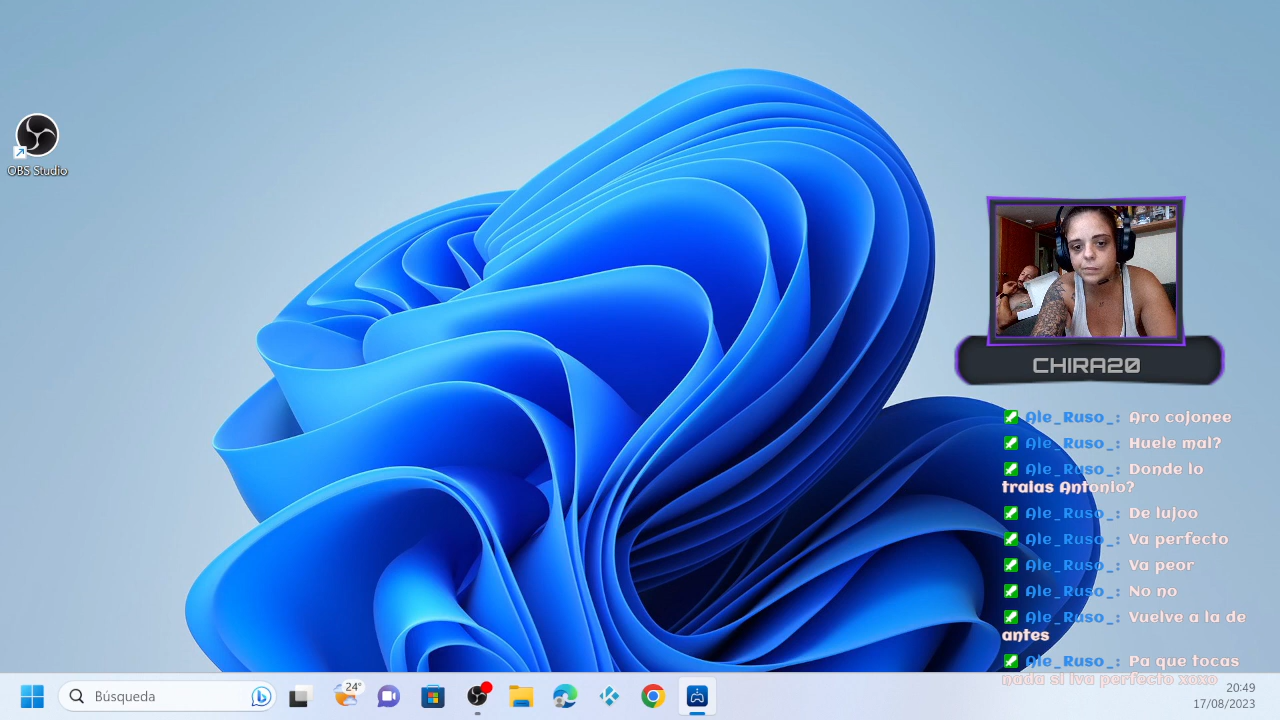 OBS Studio
CHIRA20
Ale_Ruso_: Aro cojonee
Ale_Ruso_: Huele mal?
Ale_Ruso_: Donde lo
traias Antonio?
Ale_Ruso_: De lujoo
Ale_Ruso_: Va perfecto
Ale_Ruso_: Va peor
Ale_Ruso_: No no
Ale_Ruso_: Vuelve a la de
antes
Ale_Ruso_: Pa que tocas
nada si iva perfecto xoxo
Búsqueda
24°
20:49
17/08/2023